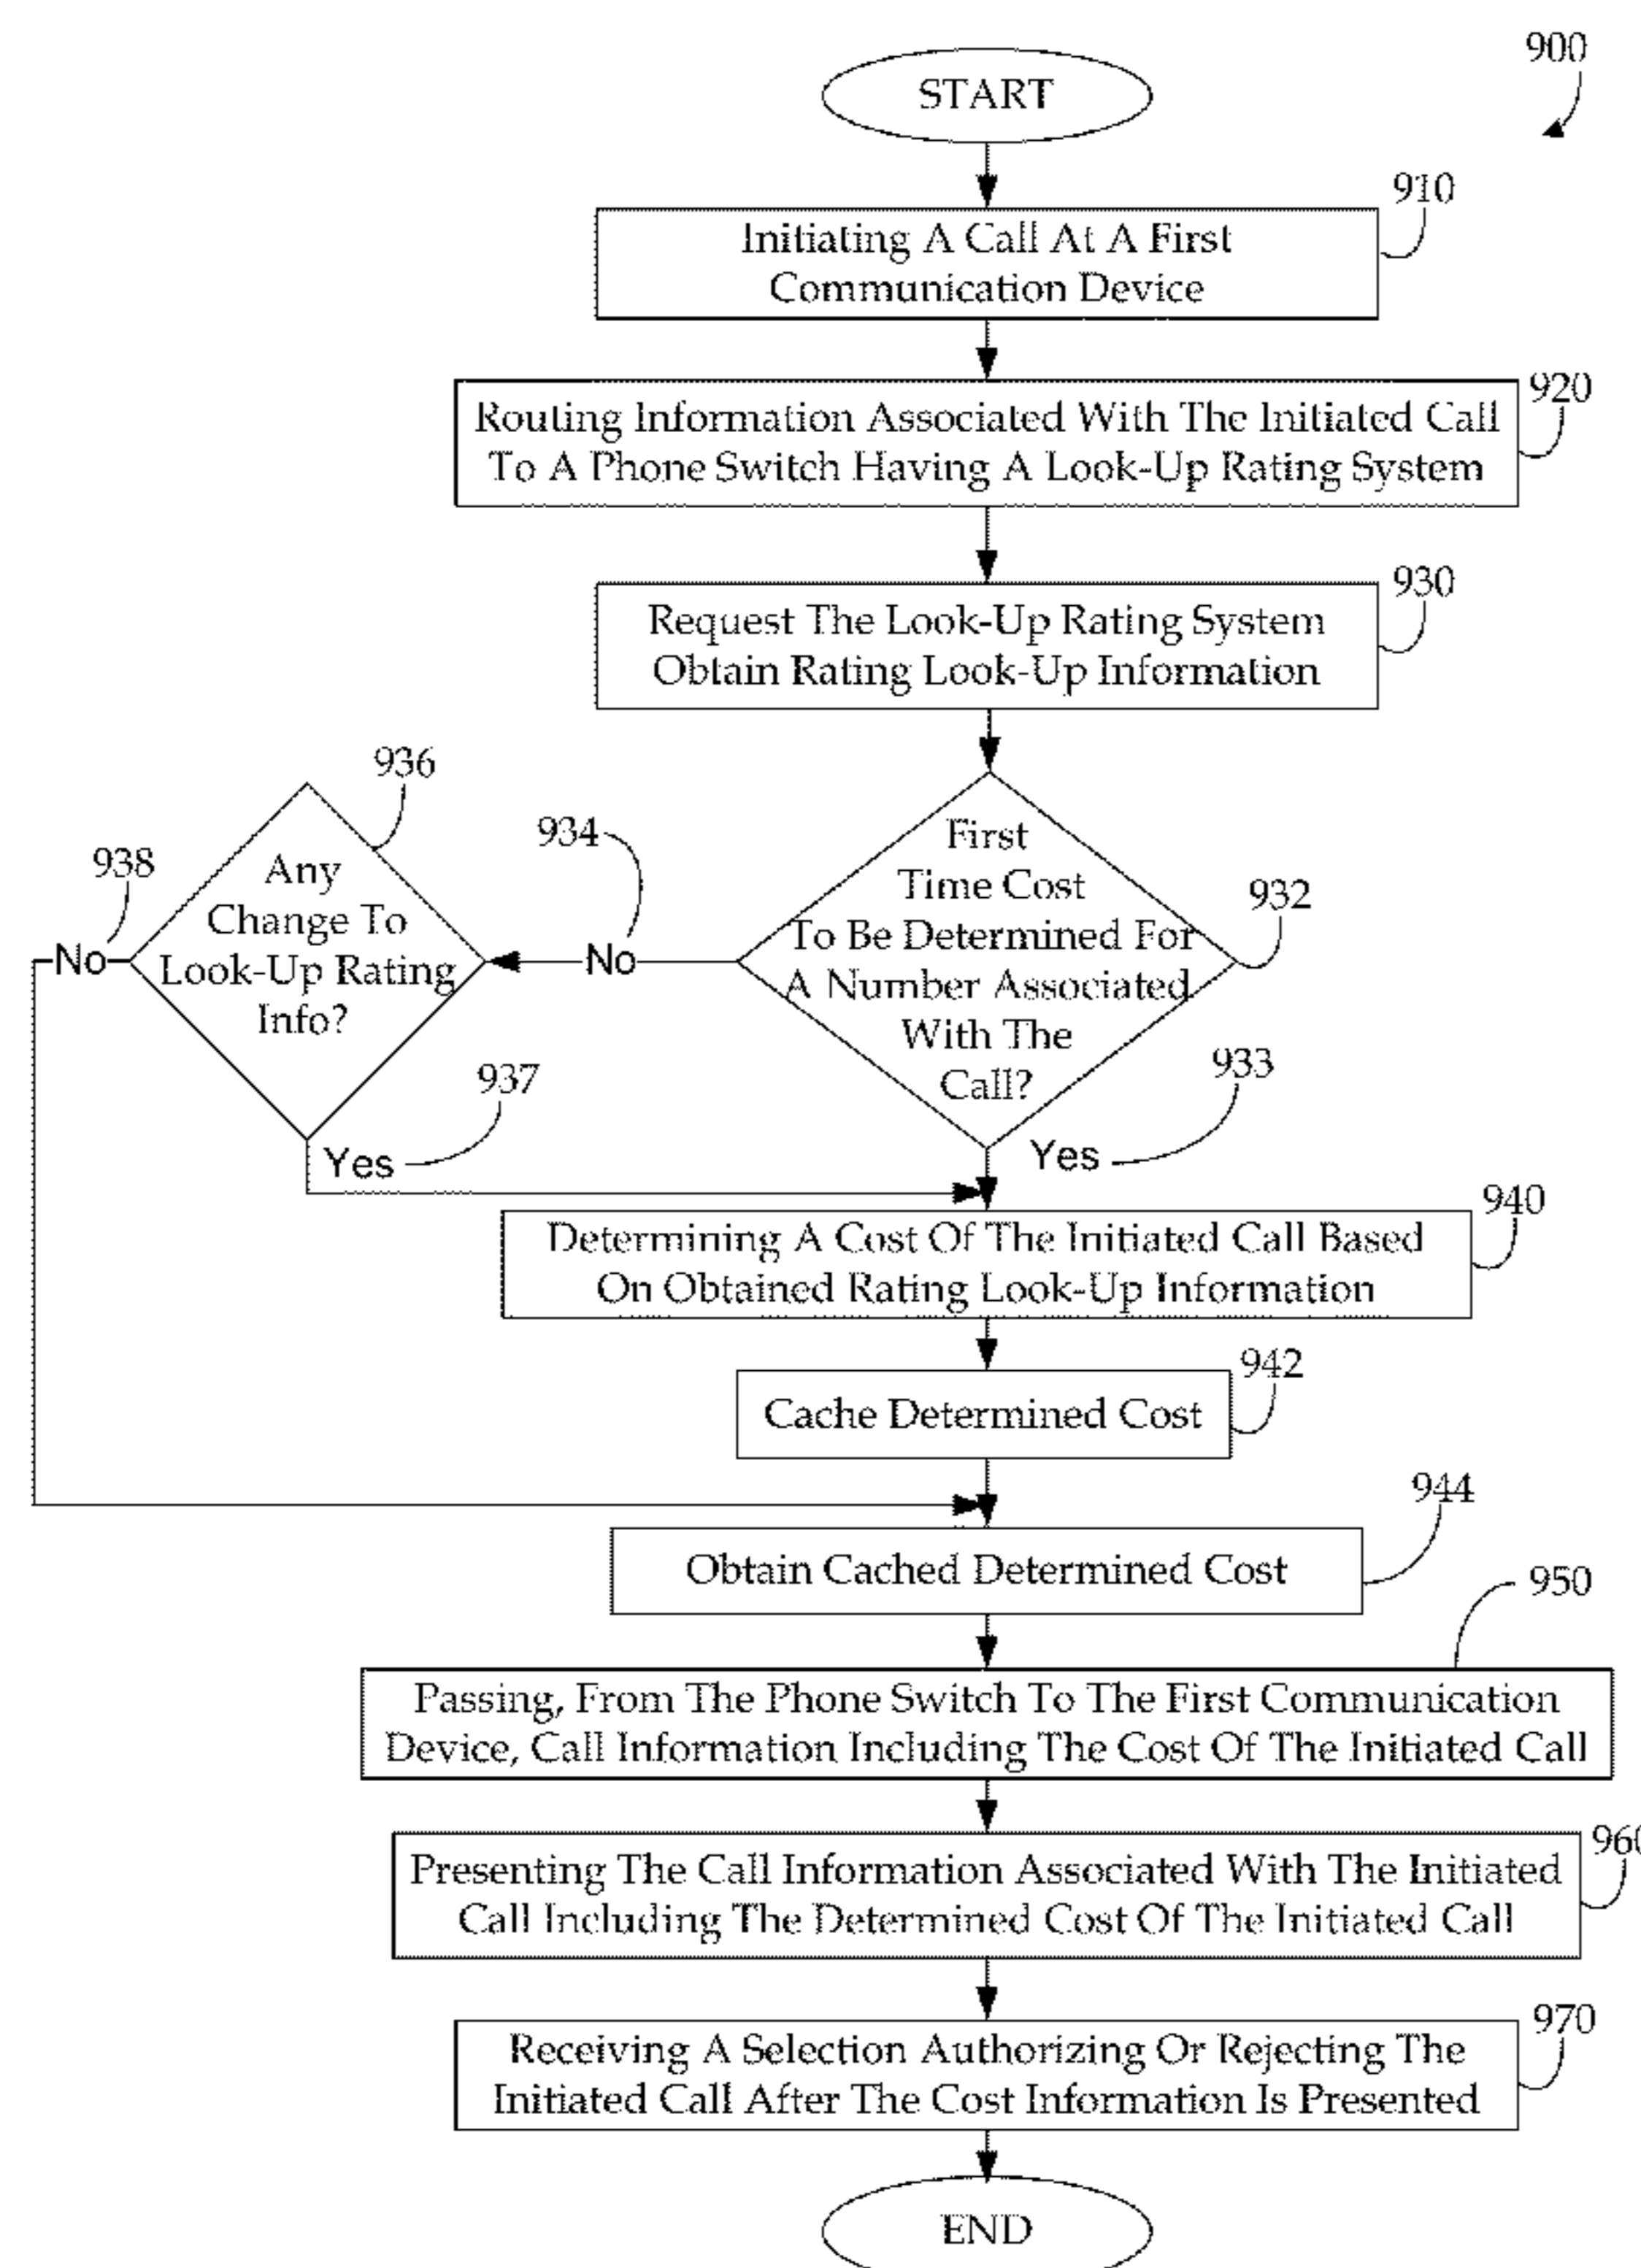 900
START
910
Initiating A Call At A First
Communication Device
920
Routing Information Associated With The Initiated Call
To A Phone Switch Having A Look-Up Rating System
930
Request The Look-Up Rating System
Obtain Rating Look-Up Information
936
934
938
932
Any
Change To
Look-Up Rating
Info?
No
No
First
Time Cost
To Be Determined For
A Number Associated
With The
Call?
937
933
Yes
Yes
940
Determining A Cost Of The Initiated Call Based
On Obtained Rating Look-Up Information
942
Cache Determined Cost
944
Obtain Cached Determined Cost
950
Passing, From The Phone Switch To The First Communication
Device, Call Information Including The Cost Of The Initiated Call
960
Presenting The Call Information Associated With The Initiated
Call Including The Determined Cost Of The Initiated Call
970
Receiving A Selection Authorizing Or Rejecting The
Initiated Call After The Cost Information Is Presented
END